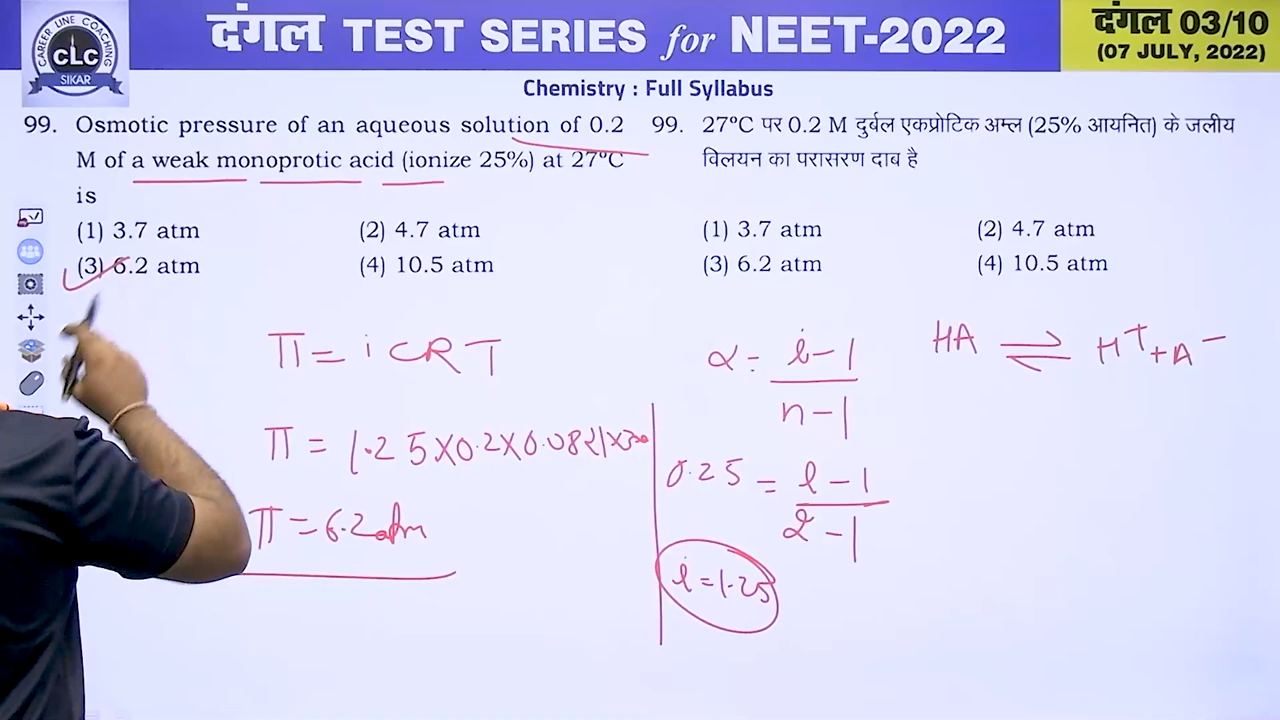 CAREER LINE COACHING
CLC
SIKAR
दंगल TEST SERIES for NEET-2022
दंगल 03/10
(07 JULY, 2022)
Chemistry : Full Syllabus
99. Osmotic pressure of an aqueous solution of 0.2
M of a weak monoprotic acid (ionize 25%) at 27ºC
is
(1) 3.7 atm (2) 4.7 atm
(3) 6.2 atm (4) 10.5 atm
99. 27ºC पर 0.2 M दुर्वल एकप्रोटिक अम्ल (25% आयनित) के जलीय
विलयन का परासरण दाब है
(1) 3.7 atm (2) 4.7 atm
(3) 6.2 atm (4) 10.5 atm
π = i CRT
π = 1.25×0.2×0.0821×300
π = 6.2 atm
α = i-1
n-1
0.25 = i-1
2-1
i = 1.25
HA ⇌ H⁺ + A⁻